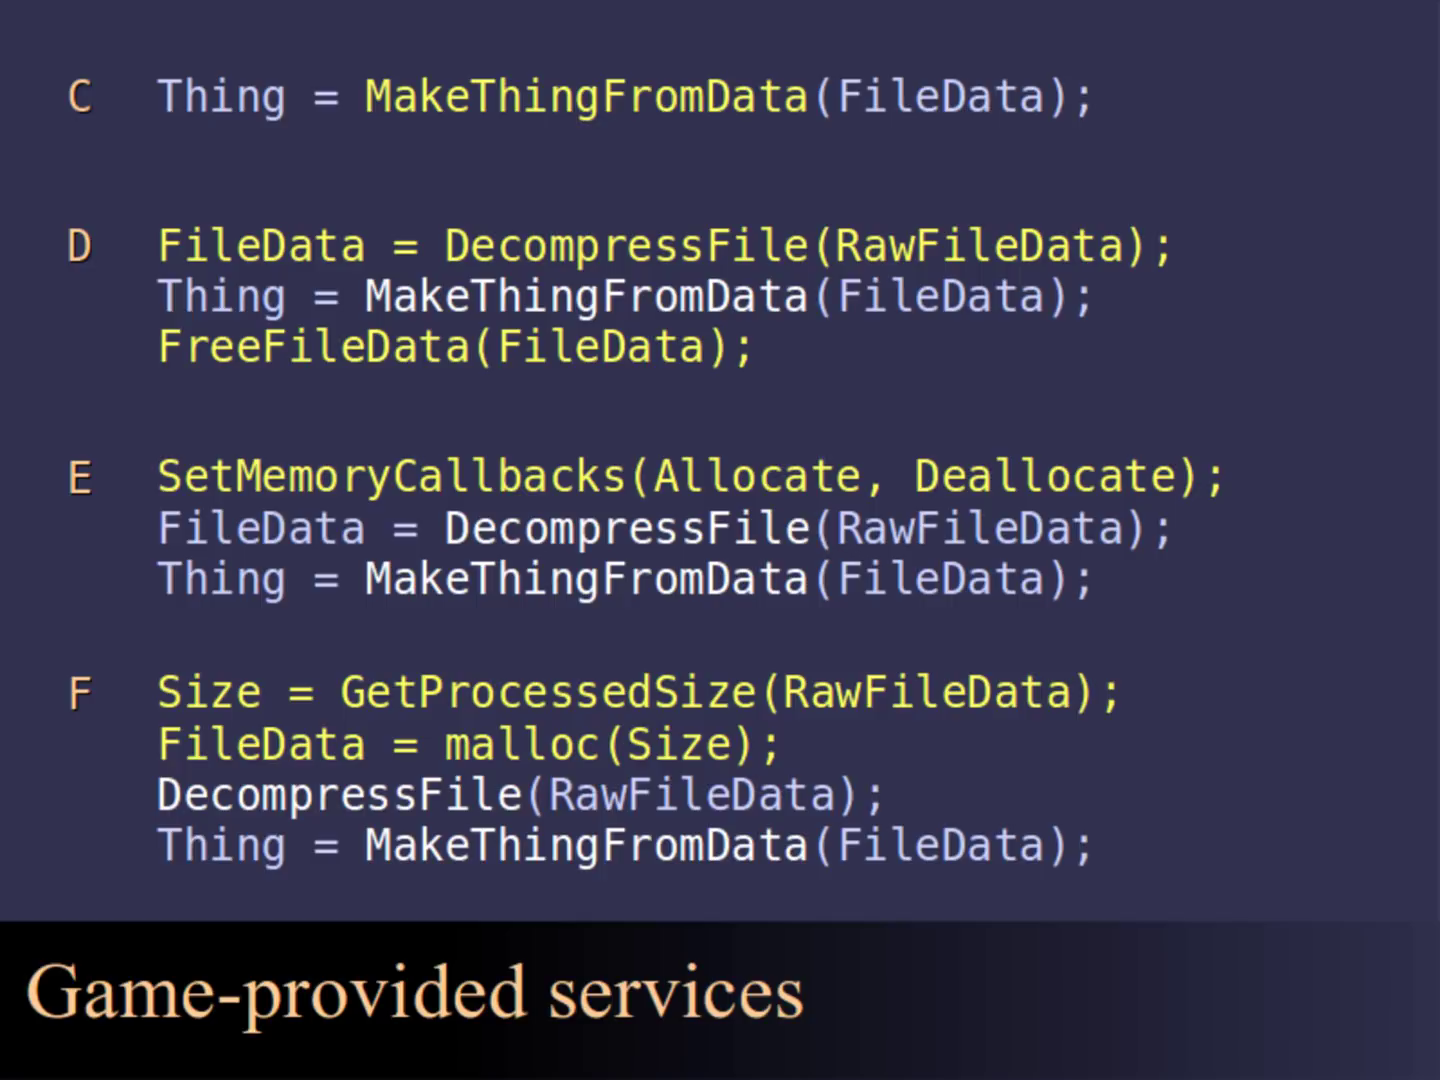 C Thing = MakeThingFromData(FileData);
D FileData = DecompressFile(RawFileData);
Thing = MakeThingFromData(FileData);
FreeFileData(FileData);
E SetMemoryCallbacks(Allocate, Deallocate);
FileData = DecompressFile(RawFileData);
Thing = MakeThingFromData(FileData);
F Size = GetProcessedSize(RawFileData);
FileData = malloc(Size);
DecompressFile(RawFileData);
Thing = MakeThingFromData(FileData);
Game-provided services